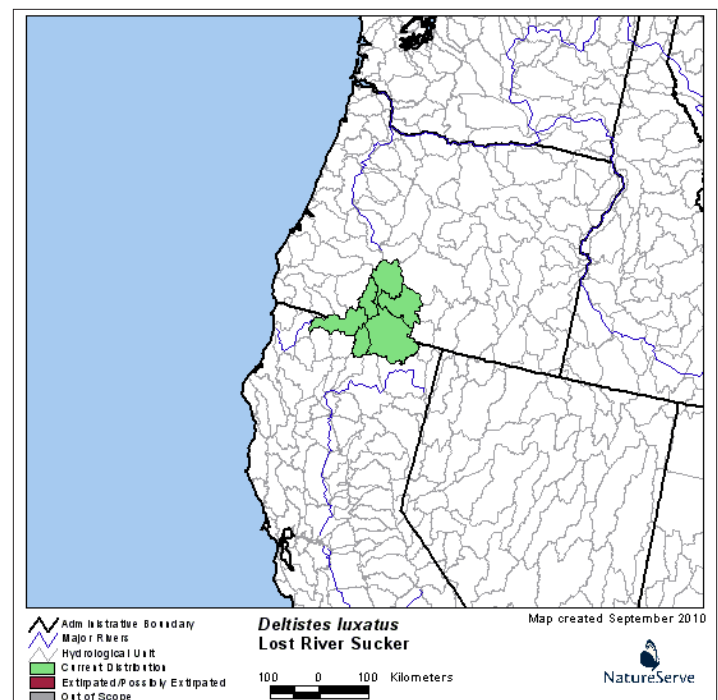 Administrative Boundary
Major Rivers
Hydrological Unit
Current Distribution
Extirpated/Possibly Extirpated
Out of Scope
Deltistes luxatus
Lost River Sucker
100 0 100 Kilometers
Map created September 2010
NatureServe